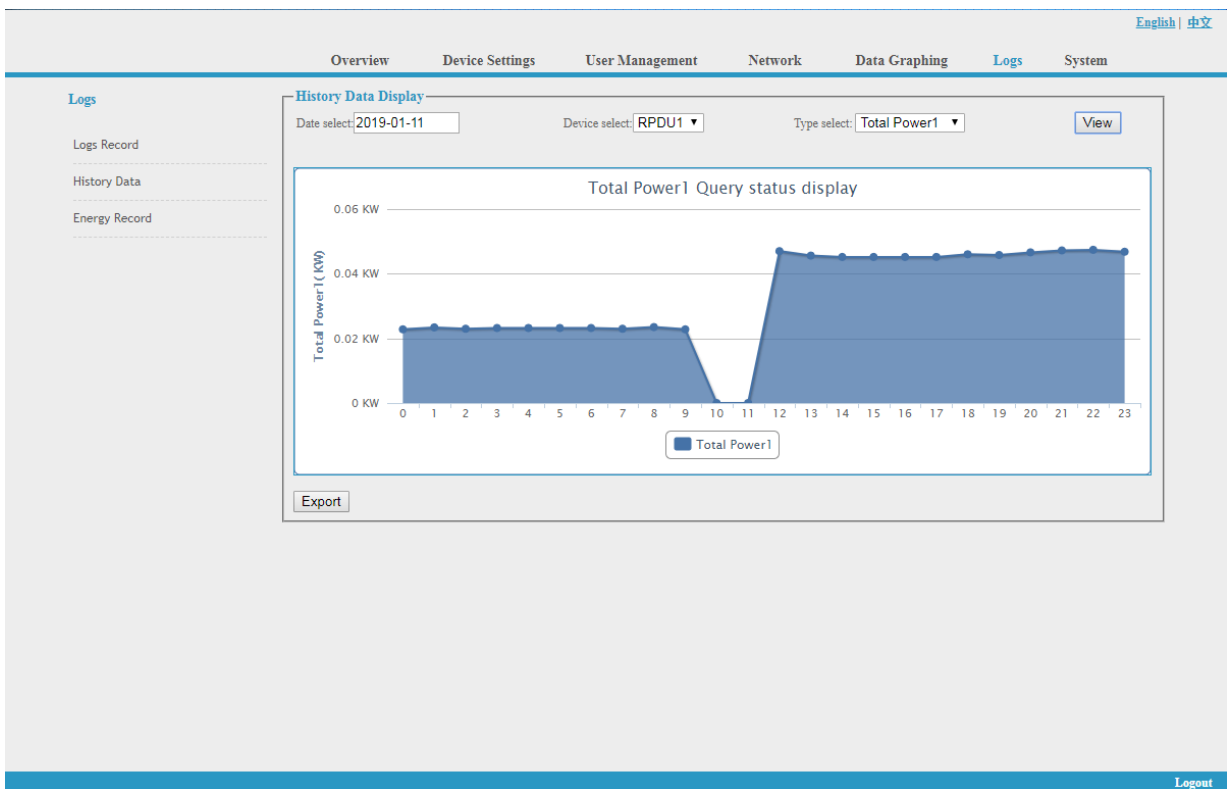 English | 中文
Overview Device Settings User Management Network Data Graphing Logs System
Logs
Logs Record
History Data
Energy Record
History Data Display
Date select: 2019-01-11 Device select: RPDU1 Type select: Total Power1 View
Total Power1 Query status display
Total Power1( KW)
0.06 KW
0.04 KW
0.02 KW
0 KW
0 1 2 3 4 5 6 7 8 9 10 11 12 13 14 15 16 17 18 19 20 21 22 23
Total Power1
Export
Logout